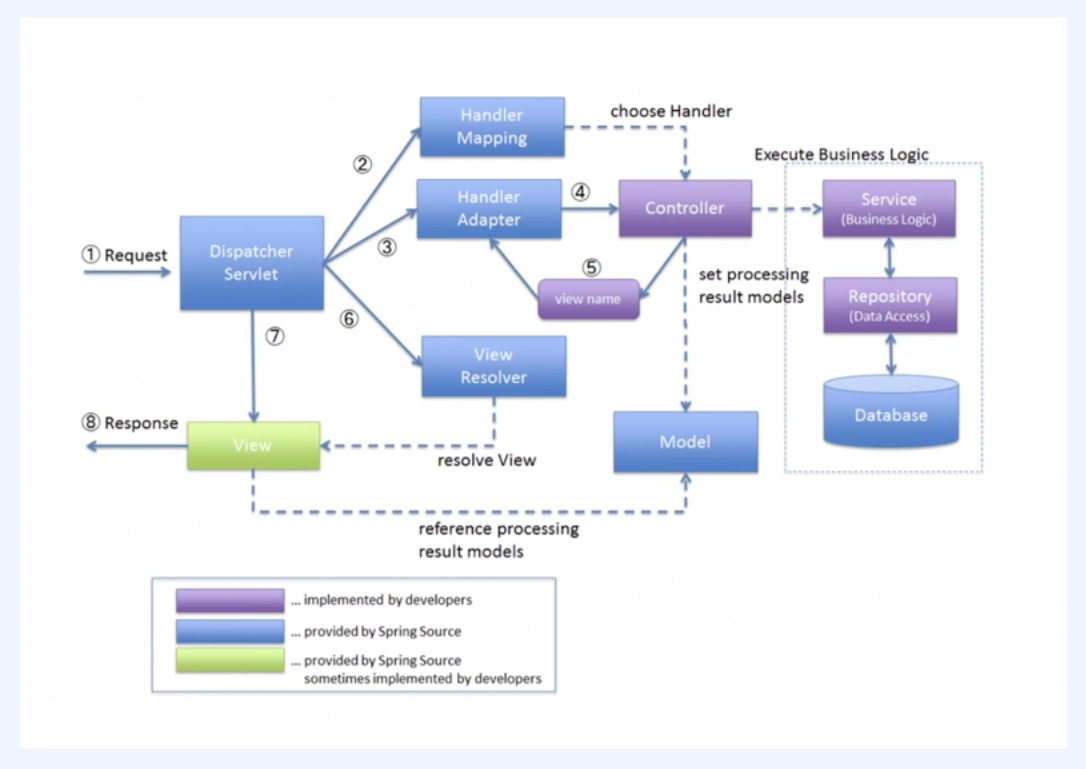 Handler
Mapping
choose Handler
②
Execute Business Logic
Handler
Adapter
④
Controller
Service
(Business Logic)
① Request
Dispatcher
Servlet
③
⑤
view name
set processing
result models
Repository
(Data Access)
⑥
⑦
View
Resolver
Database
⑧ Response
View
resolve View
Model
reference processing
result models
... implemented by developers
... provided by Spring Source
... provided by Spring Source
sometimes implemented by developers